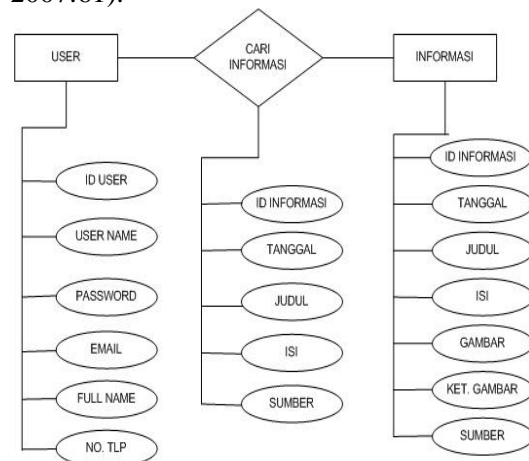 2007:61).
USER
CARI
INFORMASI
INFORMASI
ID USER
USER NAME
PASSWORD
EMAIL
FULL NAME
NO. TLP
ID INFORMASI
TANGGAL
JUDUL
ISI
SUMBER
ID INFORMASI
TANGGAL
JUDUL
ISI
GAMBAR
KET. GAMBAR
SUMBER